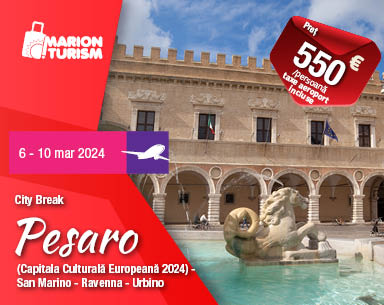 MARION
TURISM
Preț
550 €
/persoană
taxe aeroport
incluse
6 - 10 mar 2024
City Break
Pesaro
(Capitala Culturală Europeană 2024) -
San Marino - Ravenna - Urbino